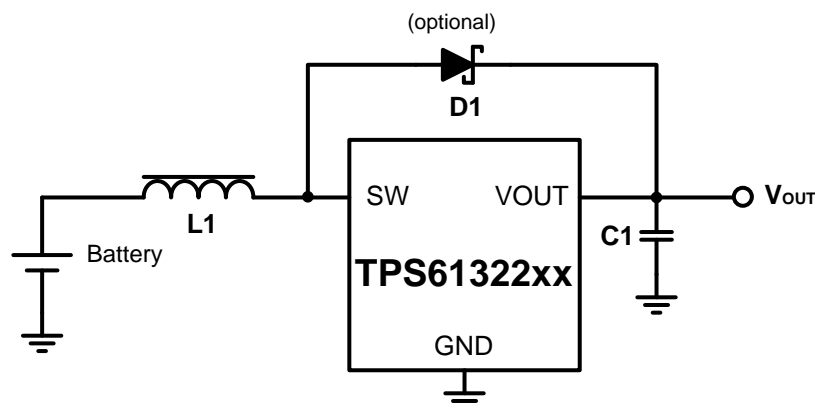 (optional)
D1
SW
VOUT
VOUT
L1
C1
Battery
TPS61322xx
GND